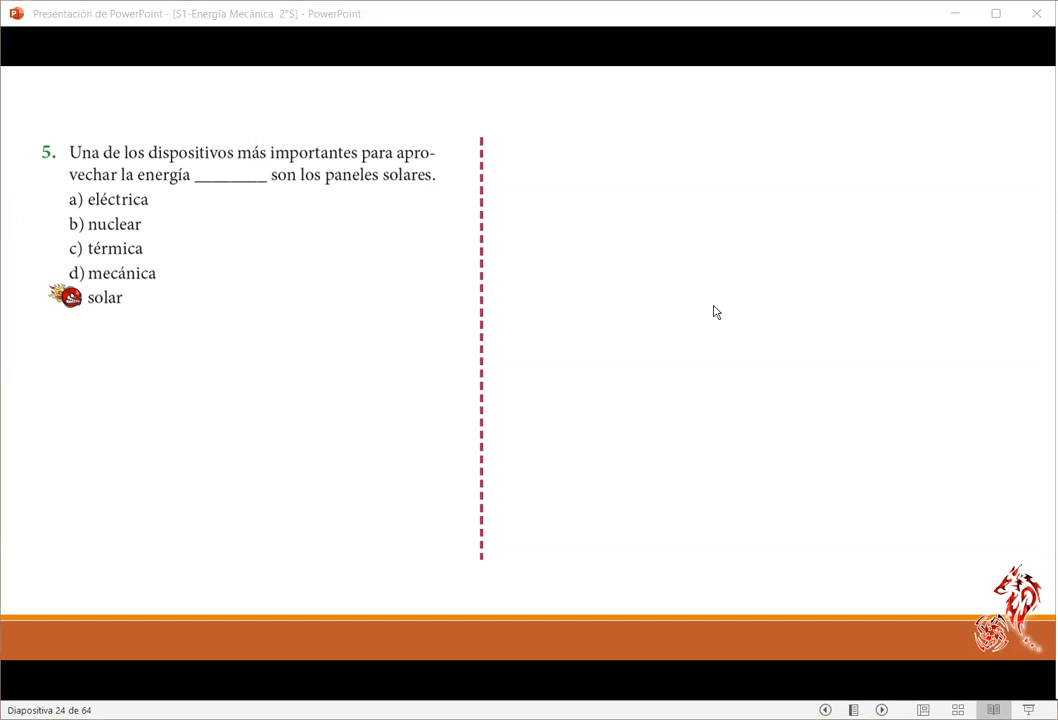 Presentación de PowerPoint - [S1-Energía Mecánica  2°S] - PowerPoint
5. Una de los dispositivos más importantes para apro-
vechar la energía ________ son los paneles solares.
a) eléctrica
b) nuclear
c) térmica
d) mecánica
solar
Diapositiva 24 de 64